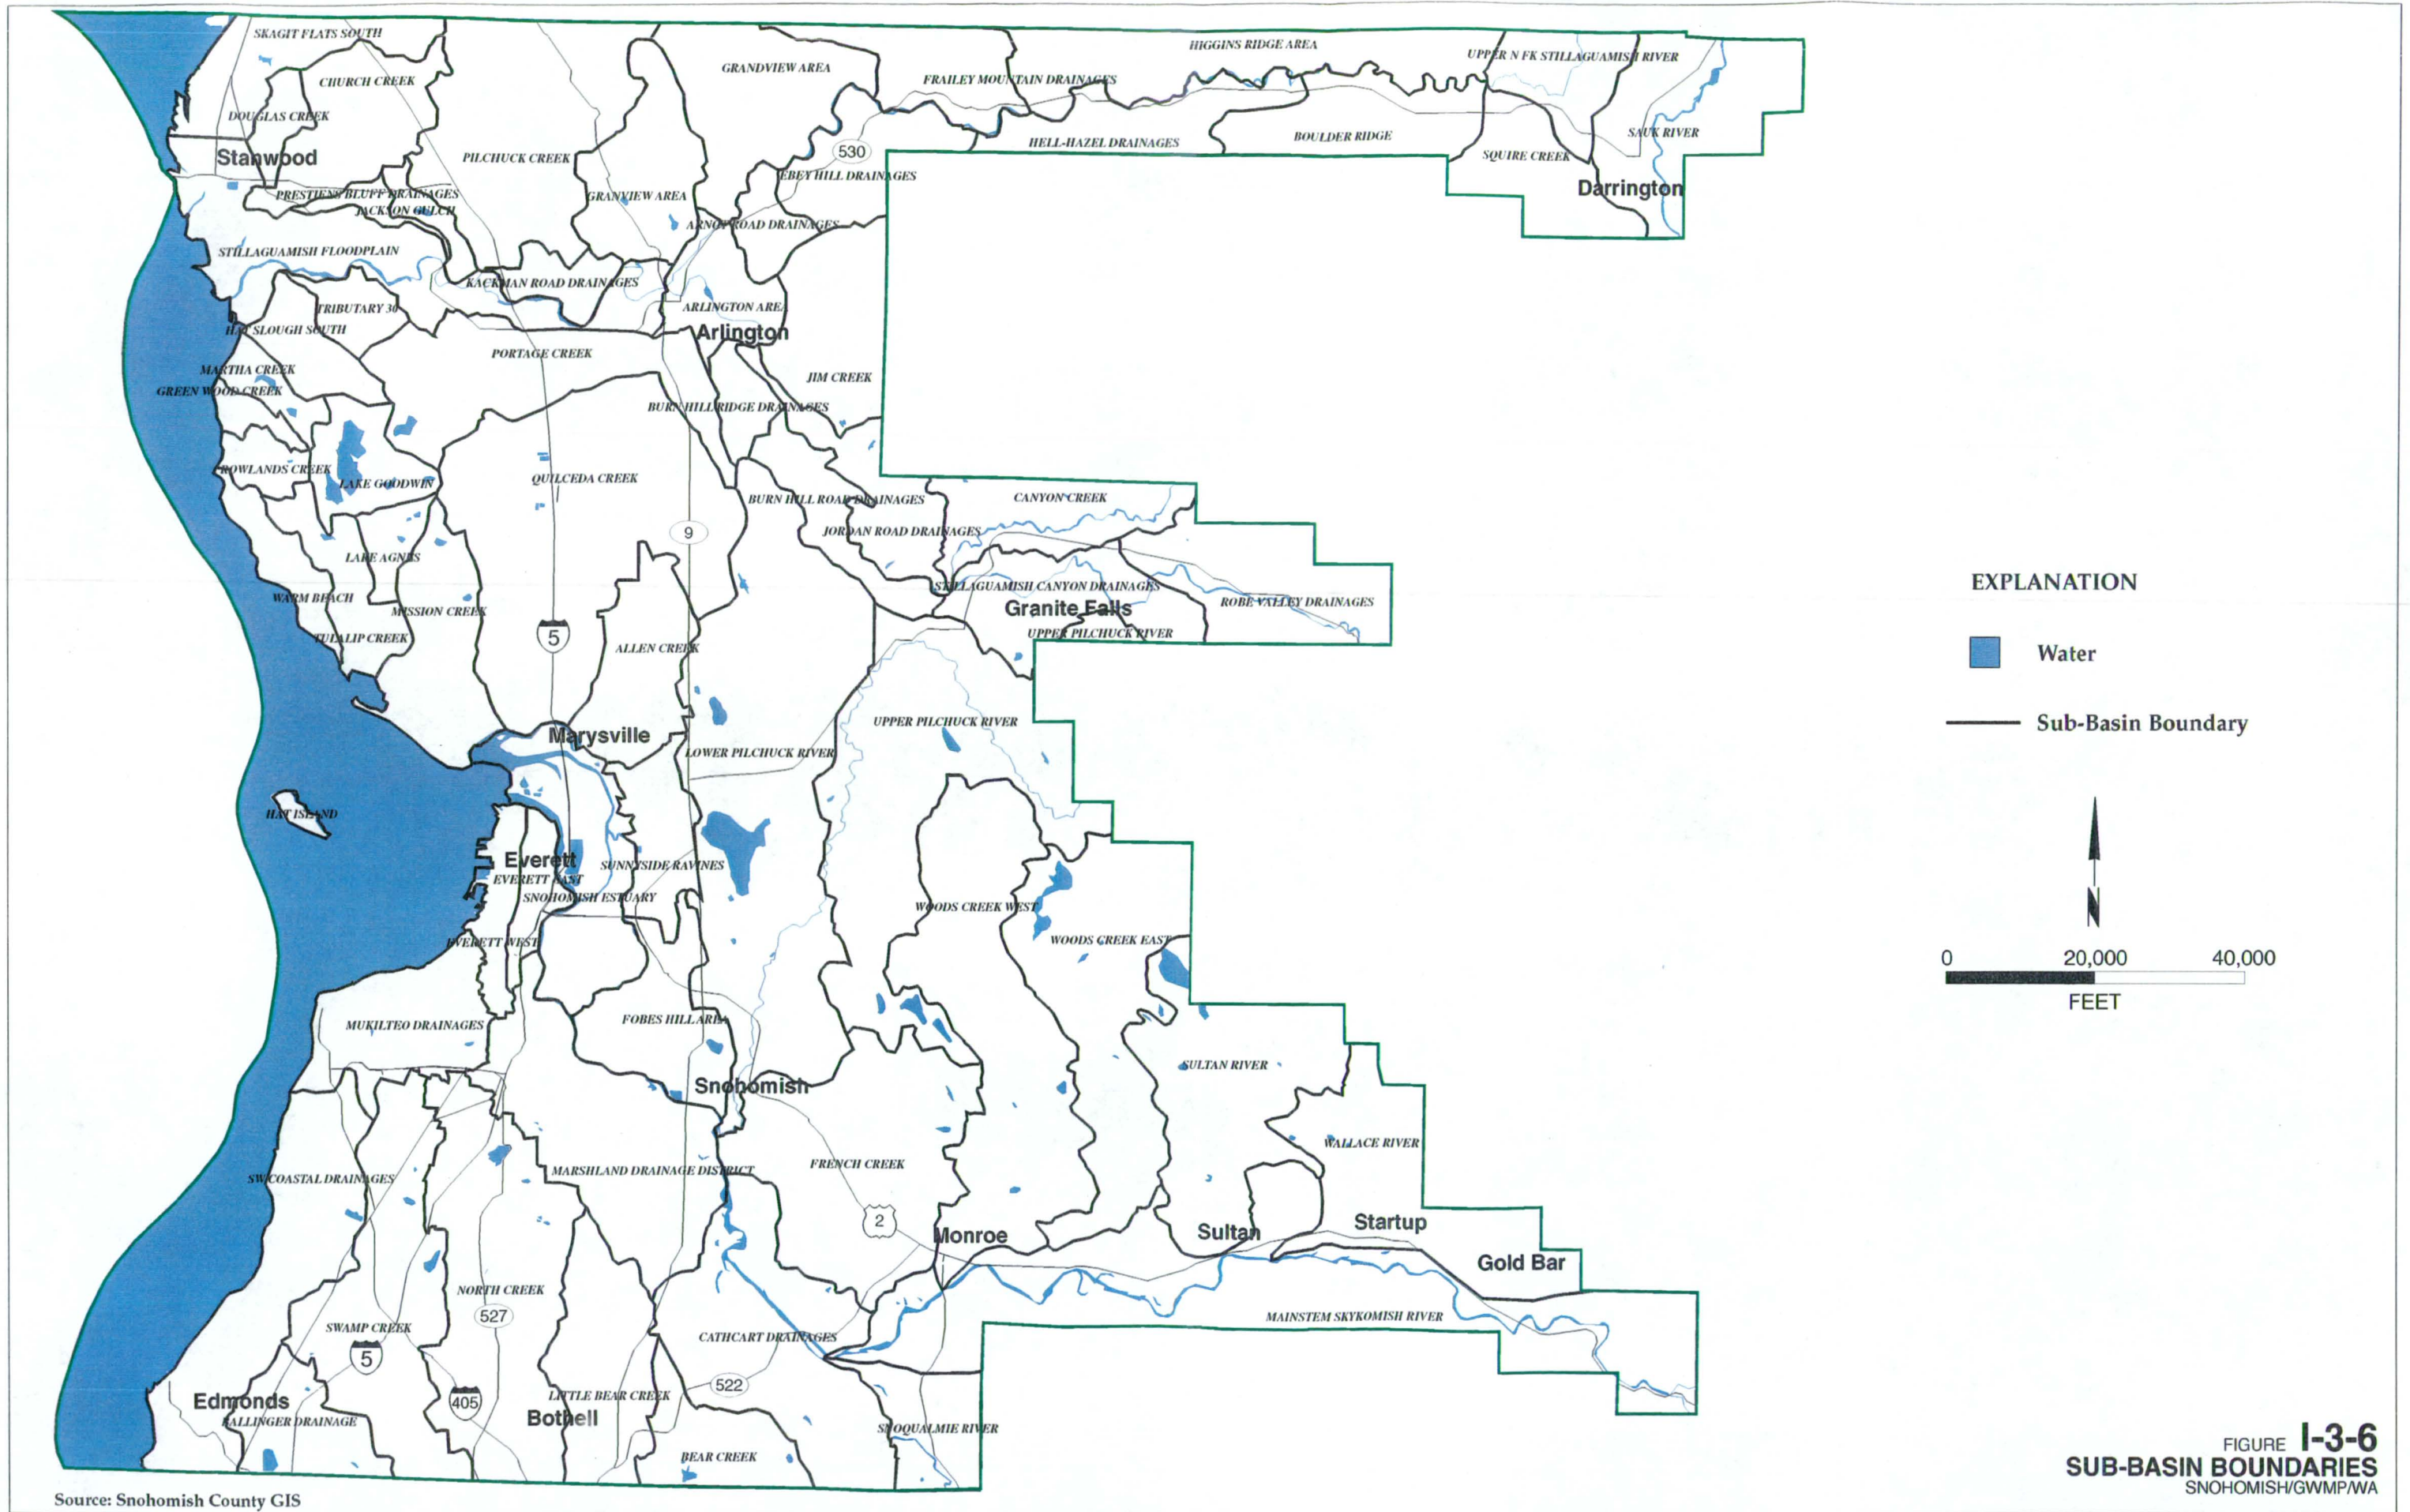 SKAGIT FLATS SOUTH
CHURCH CREEK
DOUGLAS CREEK
Stanwood
PILCHUCK CREEK
GRANDVIEW AREA
FRAILEY MOUNTAIN DRAINAGES
HIGGINS RIDGE AREA
UPPER N FK STILLAGUAMISH RIVER
530
HELL-HAZEL DRAINAGES
BOULDER RIDGE
SAUK RIVER
SQUIRE CREEK
Darrington
EBEY HILL DRAINAGES
PRESTIENS BLUFF DRAINAGES
JACKSON GULCH
GRANVIEW AREA
ARNOT ROAD DRAINAGES
STILLAGUAMISH FLOODPLAIN
KACKMAN ROAD DRAINAGES
TRIBUTARY 30
HAT SLOUGH SOUTH
ARLINGTON AREA
Arlington
PORTAGE CREEK
MARTHA CREEK
GREEN WOOD CREEK
JIM CREEK
BURN HILL RIDGE DRAINAGES
ROWLANDS CREEK
LAKE GOODWIN
QUILCEDA CREEK
BURN HILL ROAD DRAINAGES
CANYON CREEK
9
JORDAN ROAD DRAINAGES
LAKE AGNES
WARM BEACH
MISSION CREEK
TULALIP CREEK
STILLAGUAMISH CANYON DRAINAGES
Granite Falls
ROBE VALLEY DRAINAGES
UPPER PILCHUCK RIVER
5
ALLEN CREEK
Marysville
UPPER PILCHUCK RIVER
LOWER PILCHUCK RIVER
HAT ISLAND
Everett
EVERETT EAST
SUNNYSIDE RAVINES
SNOHOMISH ESTUARY
WOODS CREEK WEST
EVERETT WEST
WOODS CREEK EAST
MUKILTEO DRAINAGES
FOBES HILL AREA
SULTAN RIVER
Snohomish
WALLACE RIVER
FRENCH CREEK
MARSHLAND DRAINAGE DISTRICT
SW COASTAL DRAINAGES
2
Monroe
Sultan
Startup
Gold Bar
NORTH CREEK
527
MAINSTEM SKYKOMISH RIVER
SWAMP CREEK
5
CATHCART DRAINAGES
522
Edmonds
405
LITTLE BEAR CREEK
Bothell
BALLINGER DRAINAGE
SNOQUALMIE RIVER
BEAR CREEK
EXPLANATION
Water
Sub-Basin Boundary
N
0 20,000 40,000
FEET
FIGURE I-3-6
SUB-BASIN BOUNDARIES
SNOHOMISH/GWMP/WA
Source: Snohomish County GIS